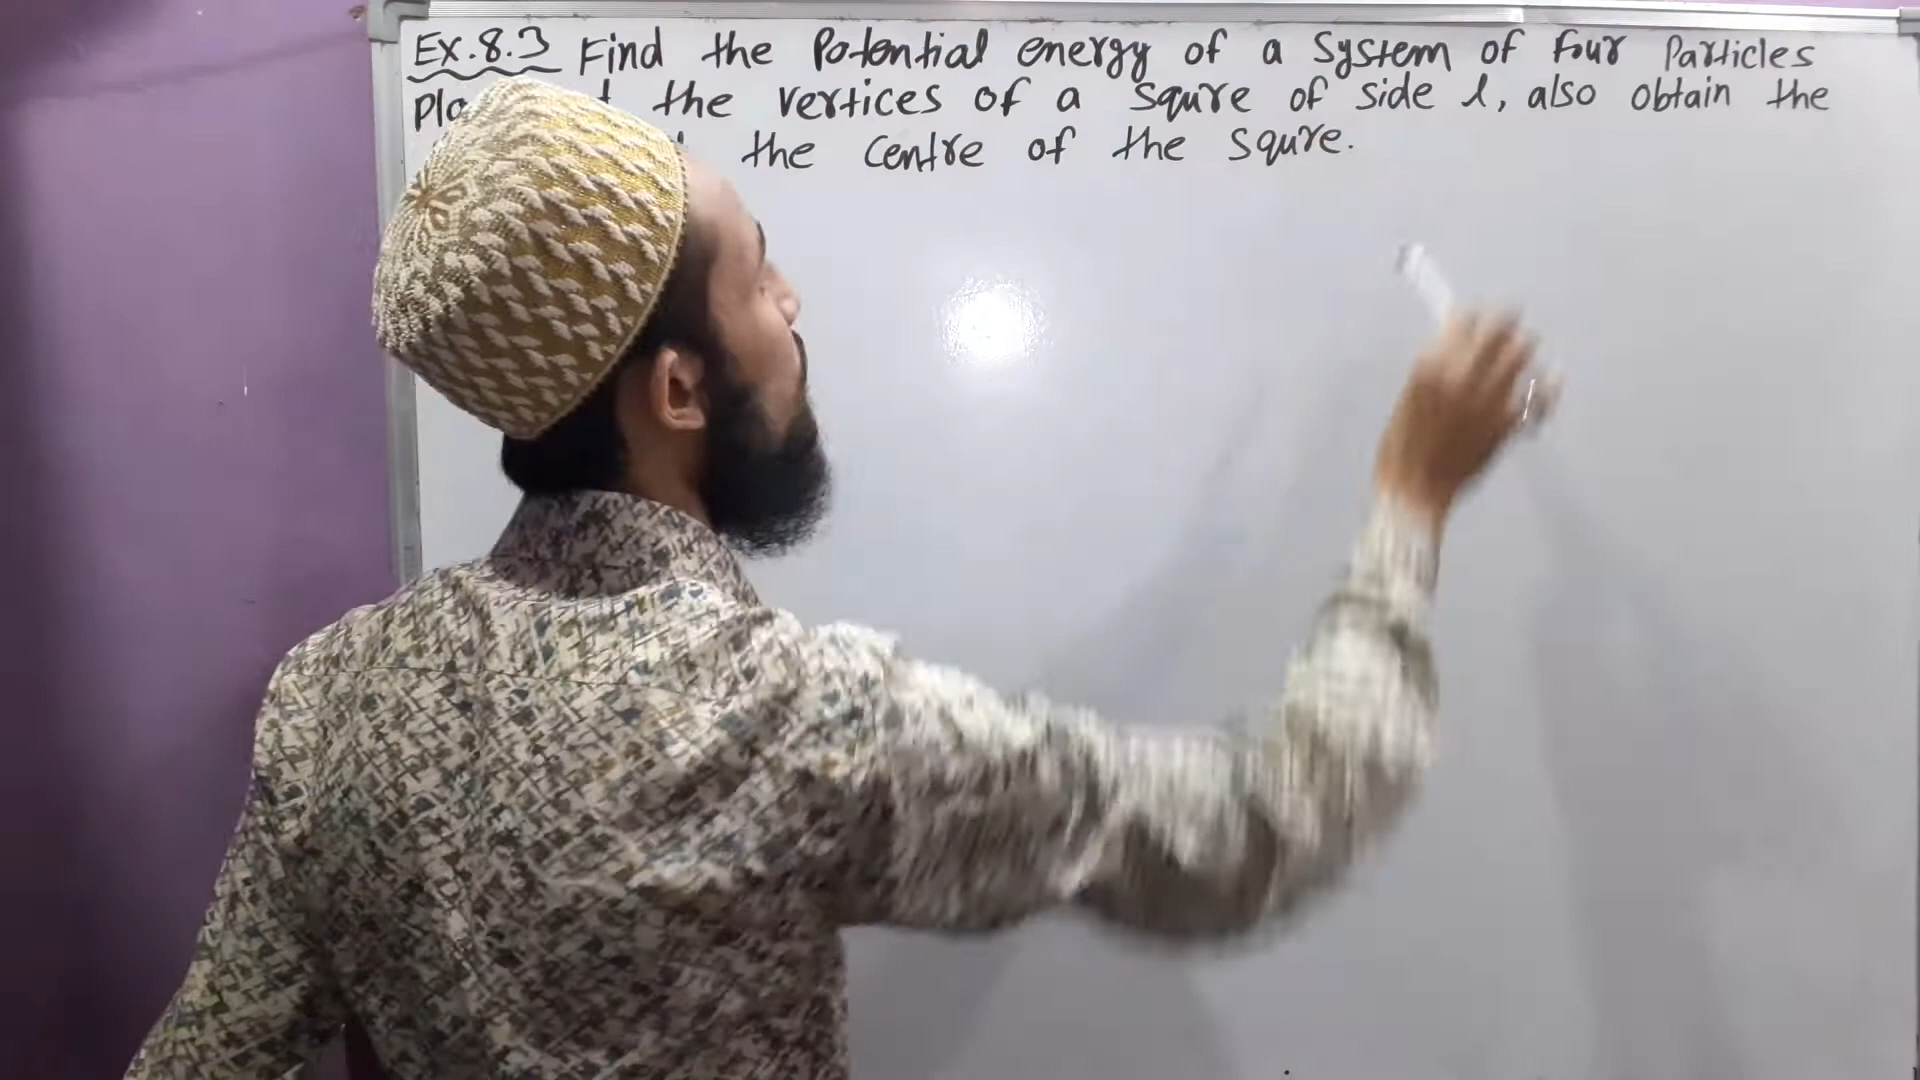 Ex.8.3 Find the Potential energy of a System of Four Particles
the vertices of a Squre of side l, also obtain the
the Centre of the Squre.